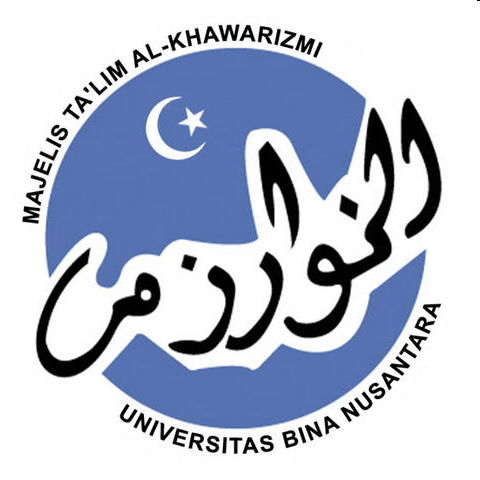 MAJELIS TA'LIM AL-KHAWARIZMI
الخوارزمي
UNIVERSITAS BINA NUSANTARA